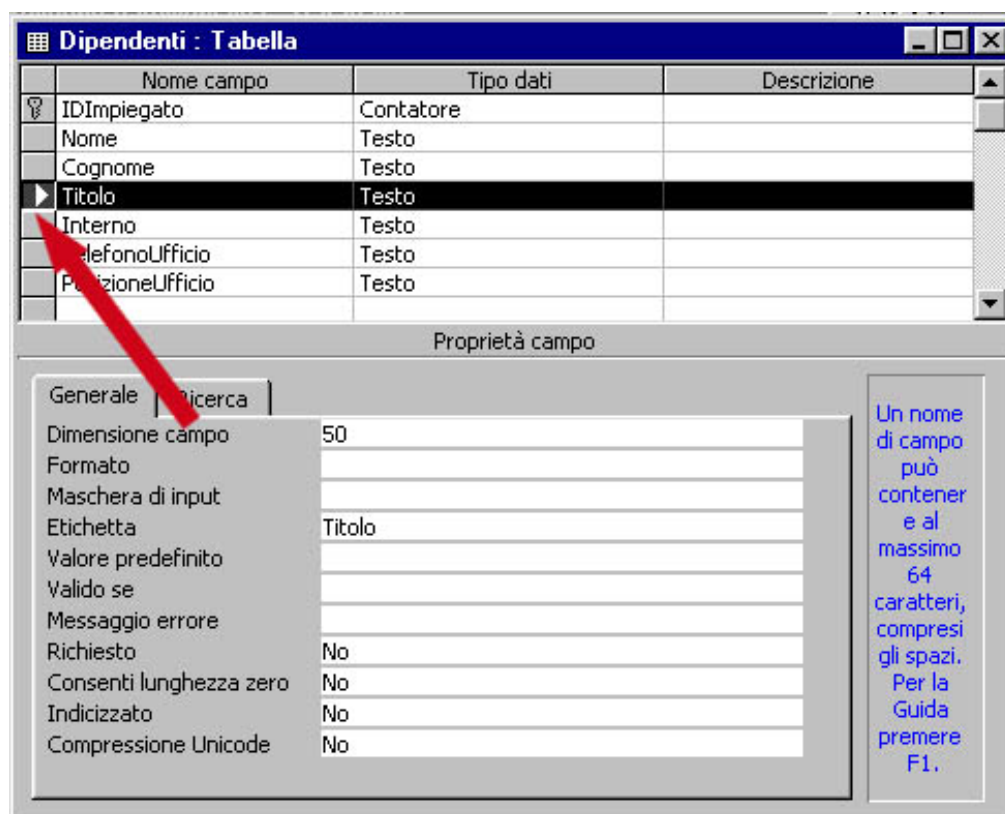 Dipendenti : Tabella
Nome campo Tipo dati Descrizione
IDImpiegato Contatore
Nome Testo
Cognome Testo
Titolo Testo
Interno Testo
elefonoUfficio Testo
P izioneUfficio Testo
Proprietà campo
Generale icerca
Dimensione campo 50
Formato
Maschera di input
Etichetta Titolo
Valore predefinito
Valido se
Messaggio errore
Richiesto No
Consenti lunghezza zero No
Indicizzato No
Compressione Unicode No
Un nome
di campo
può
contener
e al
massimo
64
caratteri,
compresi
gli spazi.
Per la
Guida
premere
F1.